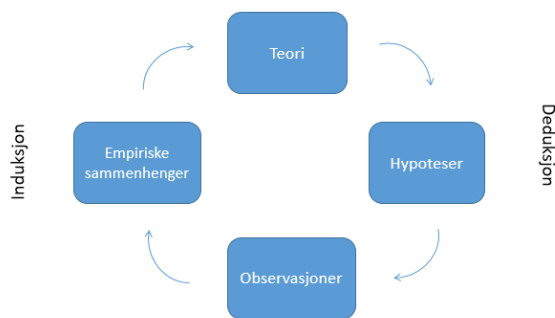 Teori
Induksjon
Empiriske
sammenhenger
Hypoteser
Deduksjon
Observasjoner